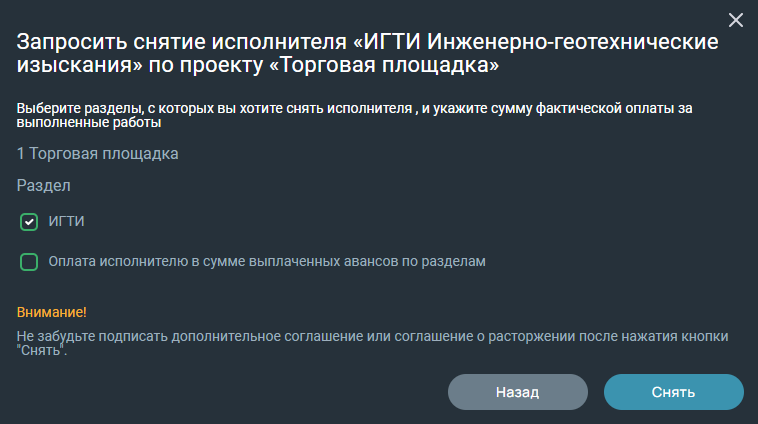 Запросить снятие исполнителя «ИГТИ Инженерно-геотехнические
изыскания» по проекту «Торговая площадка»
Выберите разделы, с которых вы хотите снять исполнителя , и укажите сумму фактической оплаты за
выполненные работы
1 Торговая площадка
Раздел
ИГТИ
Оплата исполнителю в сумме выплаченных авансов по разделам
Внимание!
Не забудьте подписать дополнительное соглашение или соглашение о расторжении после нажатия кнопки
"Снять".
Назад
Снять